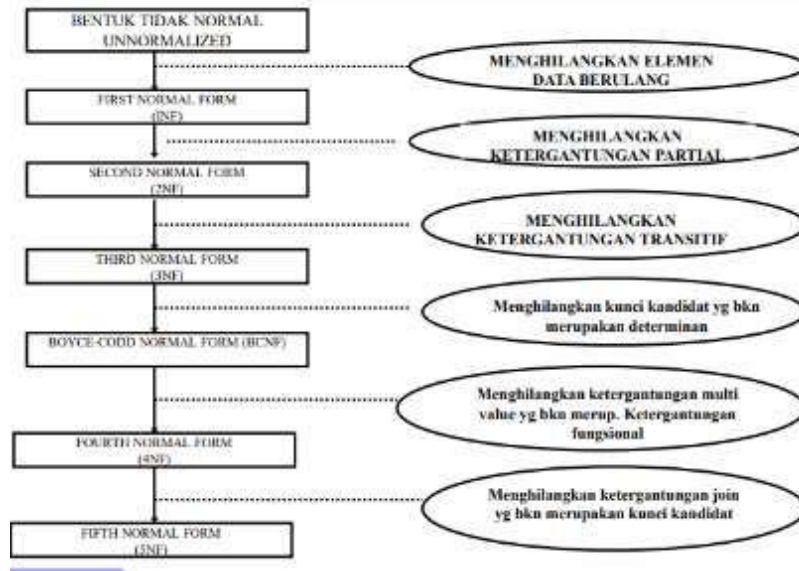 BENTUK TIDAK NORMAL
UNNORMALIZED
MENGHILANGKAN ELEMEN
DATA BERULANG
FIRST NORMAL FORM
(INF)
MENGHILANGKAN
KETERGANTUNGAN PARTIAL
SECOND NORMAL FORM
(2NF)
MENGHILANGKAN
KETERGANTUNGAN TRANSITIF
THIRD NORMAL FORM
(3NF)
Menghilangkan kunci kandidat yg bkn
merupakan determinan
BOYCE-CODD NORMAL FORM (BCNF)
Menghilangkan ketergantungan multi
value yg bkn merup. Ketergantungan
fungsional
FOURTH NORMAL FORM
(4NF)
Menghilangkan ketergantungan join
yg bkn merupakan kunci kandidat
FIFTH NORMAL FORM
(5NF)